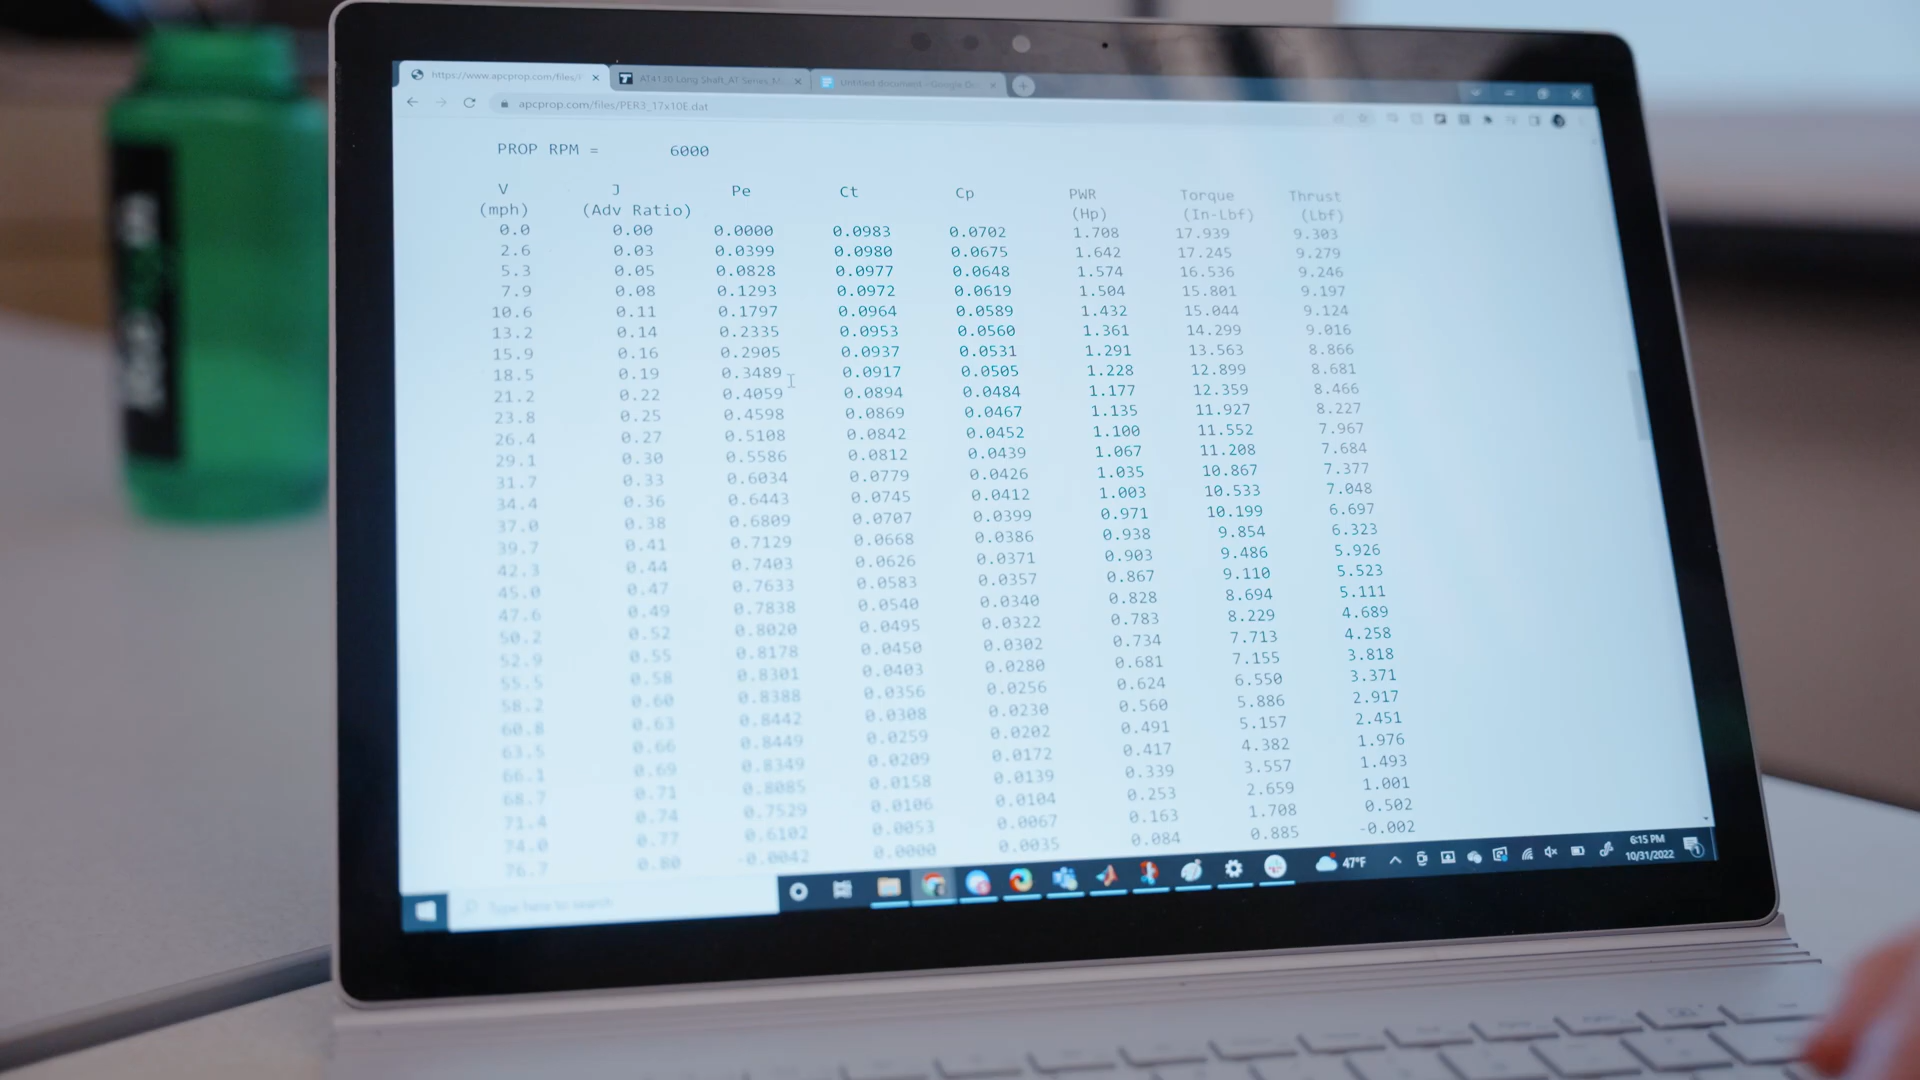 https://www.apcprop.com/files/
AT4130 Long Shaft_AT Series_M
Untitled document - Google Do
apcprop.com/files/PER3_17x10E.dat
PROP RPM = 6000
V J Pe Ct Cp PWR Torque Thrust
(mph) (Adv Ratio) (Hp) (In-Lbf) (Lbf)
0.0 0.00 0.0000 0.0983 0.0702 1.708 17.939 9.303
2.6 0.03 0.0399 0.0980 0.0675 1.642 17.245 9.279
5.3 0.05 0.0828 0.0977 0.0648 1.574 16.536 9.246
7.9 0.08 0.1293 0.0972 0.0619 1.504 15.801 9.197
10.6 0.11 0.1797 0.0964 0.0589 1.432 15.044 9.124
13.2 0.14 0.2335 0.0953 0.0560 1.361 14.299 9.016
15.9 0.16 0.2905 0.0937 0.0531 1.291 13.563 8.866
18.5 0.19 0.3489 0.0917 0.0505 1.228 12.899 8.681
21.2 0.22 0.4059 0.0894 0.0484 1.177 12.359 8.466
23.8 0.25 0.4598 0.0869 0.0467 1.135 11.927 8.227
26.4 0.27 0.5108 0.0842 0.0452 1.100 11.552 7.967
29.1 0.30 0.5586 0.0812 0.0439 1.067 11.208 7.684
31.7 0.33 0.6034 0.0779 0.0426 1.035 10.867 7.377
34.4 0.36 0.6443 0.0745 0.0412 1.003 10.533 7.048
37.0 0.38 0.6809 0.0707 0.0399 0.971 10.199 6.697
39.7 0.41 0.7129 0.0668 0.0386 0.938 9.854 6.323
42.3 0.44 0.7403 0.0626 0.0371 0.903 9.486 5.926
45.0 0.47 0.7633 0.0583 0.0357 0.867 9.110 5.523
47.6 0.49 0.7838 0.0540 0.0340 0.828 8.694 5.111
50.2 0.52 0.8020 0.0495 0.0322 0.783 8.229 4.689
52.9 0.55 0.8178 0.0450 0.0302 0.734 7.713 4.258
55.5 0.58 0.8301 0.0403 0.0280 0.681 7.155 3.818
58.2 0.60 0.8388 0.0356 0.0256 0.624 6.550 3.371
60.8 0.63 0.8442 0.0308 0.0230 0.560 5.886 2.917
63.5 0.66 0.8449 0.0259 0.0202 0.491 5.157 2.451
66.1 0.69 0.8349 0.0209 0.0172 0.417 4.382 1.976
68.7 0.71 0.8085 0.0158 0.0139 0.339 3.557 1.493
71.4 0.74 0.7529 0.0106 0.0104 0.253 2.659 1.001
74.0 0.77 0.6102 0.0053 0.0067 0.163 1.708 0.502
76.7 0.80 -0.0042 0.0000 0.0035 0.084 0.885 -0.002
Type here to search
47°F
6:15 PM
10/31/2022